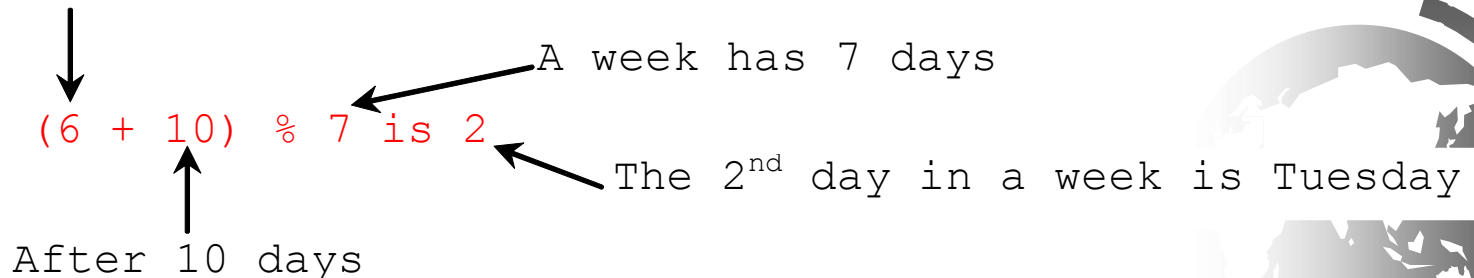 A week has 7 days
(6 + 10) % 7 is 2
The 2nd day in a week is Tuesday
After 10 days